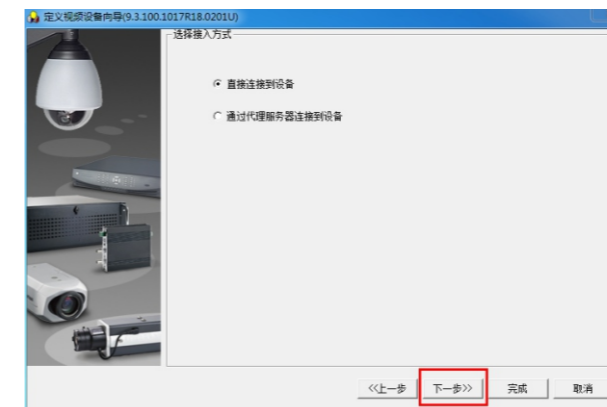 定义视频设备向导(9.3.100.1017R18.0201U)
选择接入方式
直接连接到设备
通过代理服务器连接到设备
<<上一步
下一步>>
完成
取消